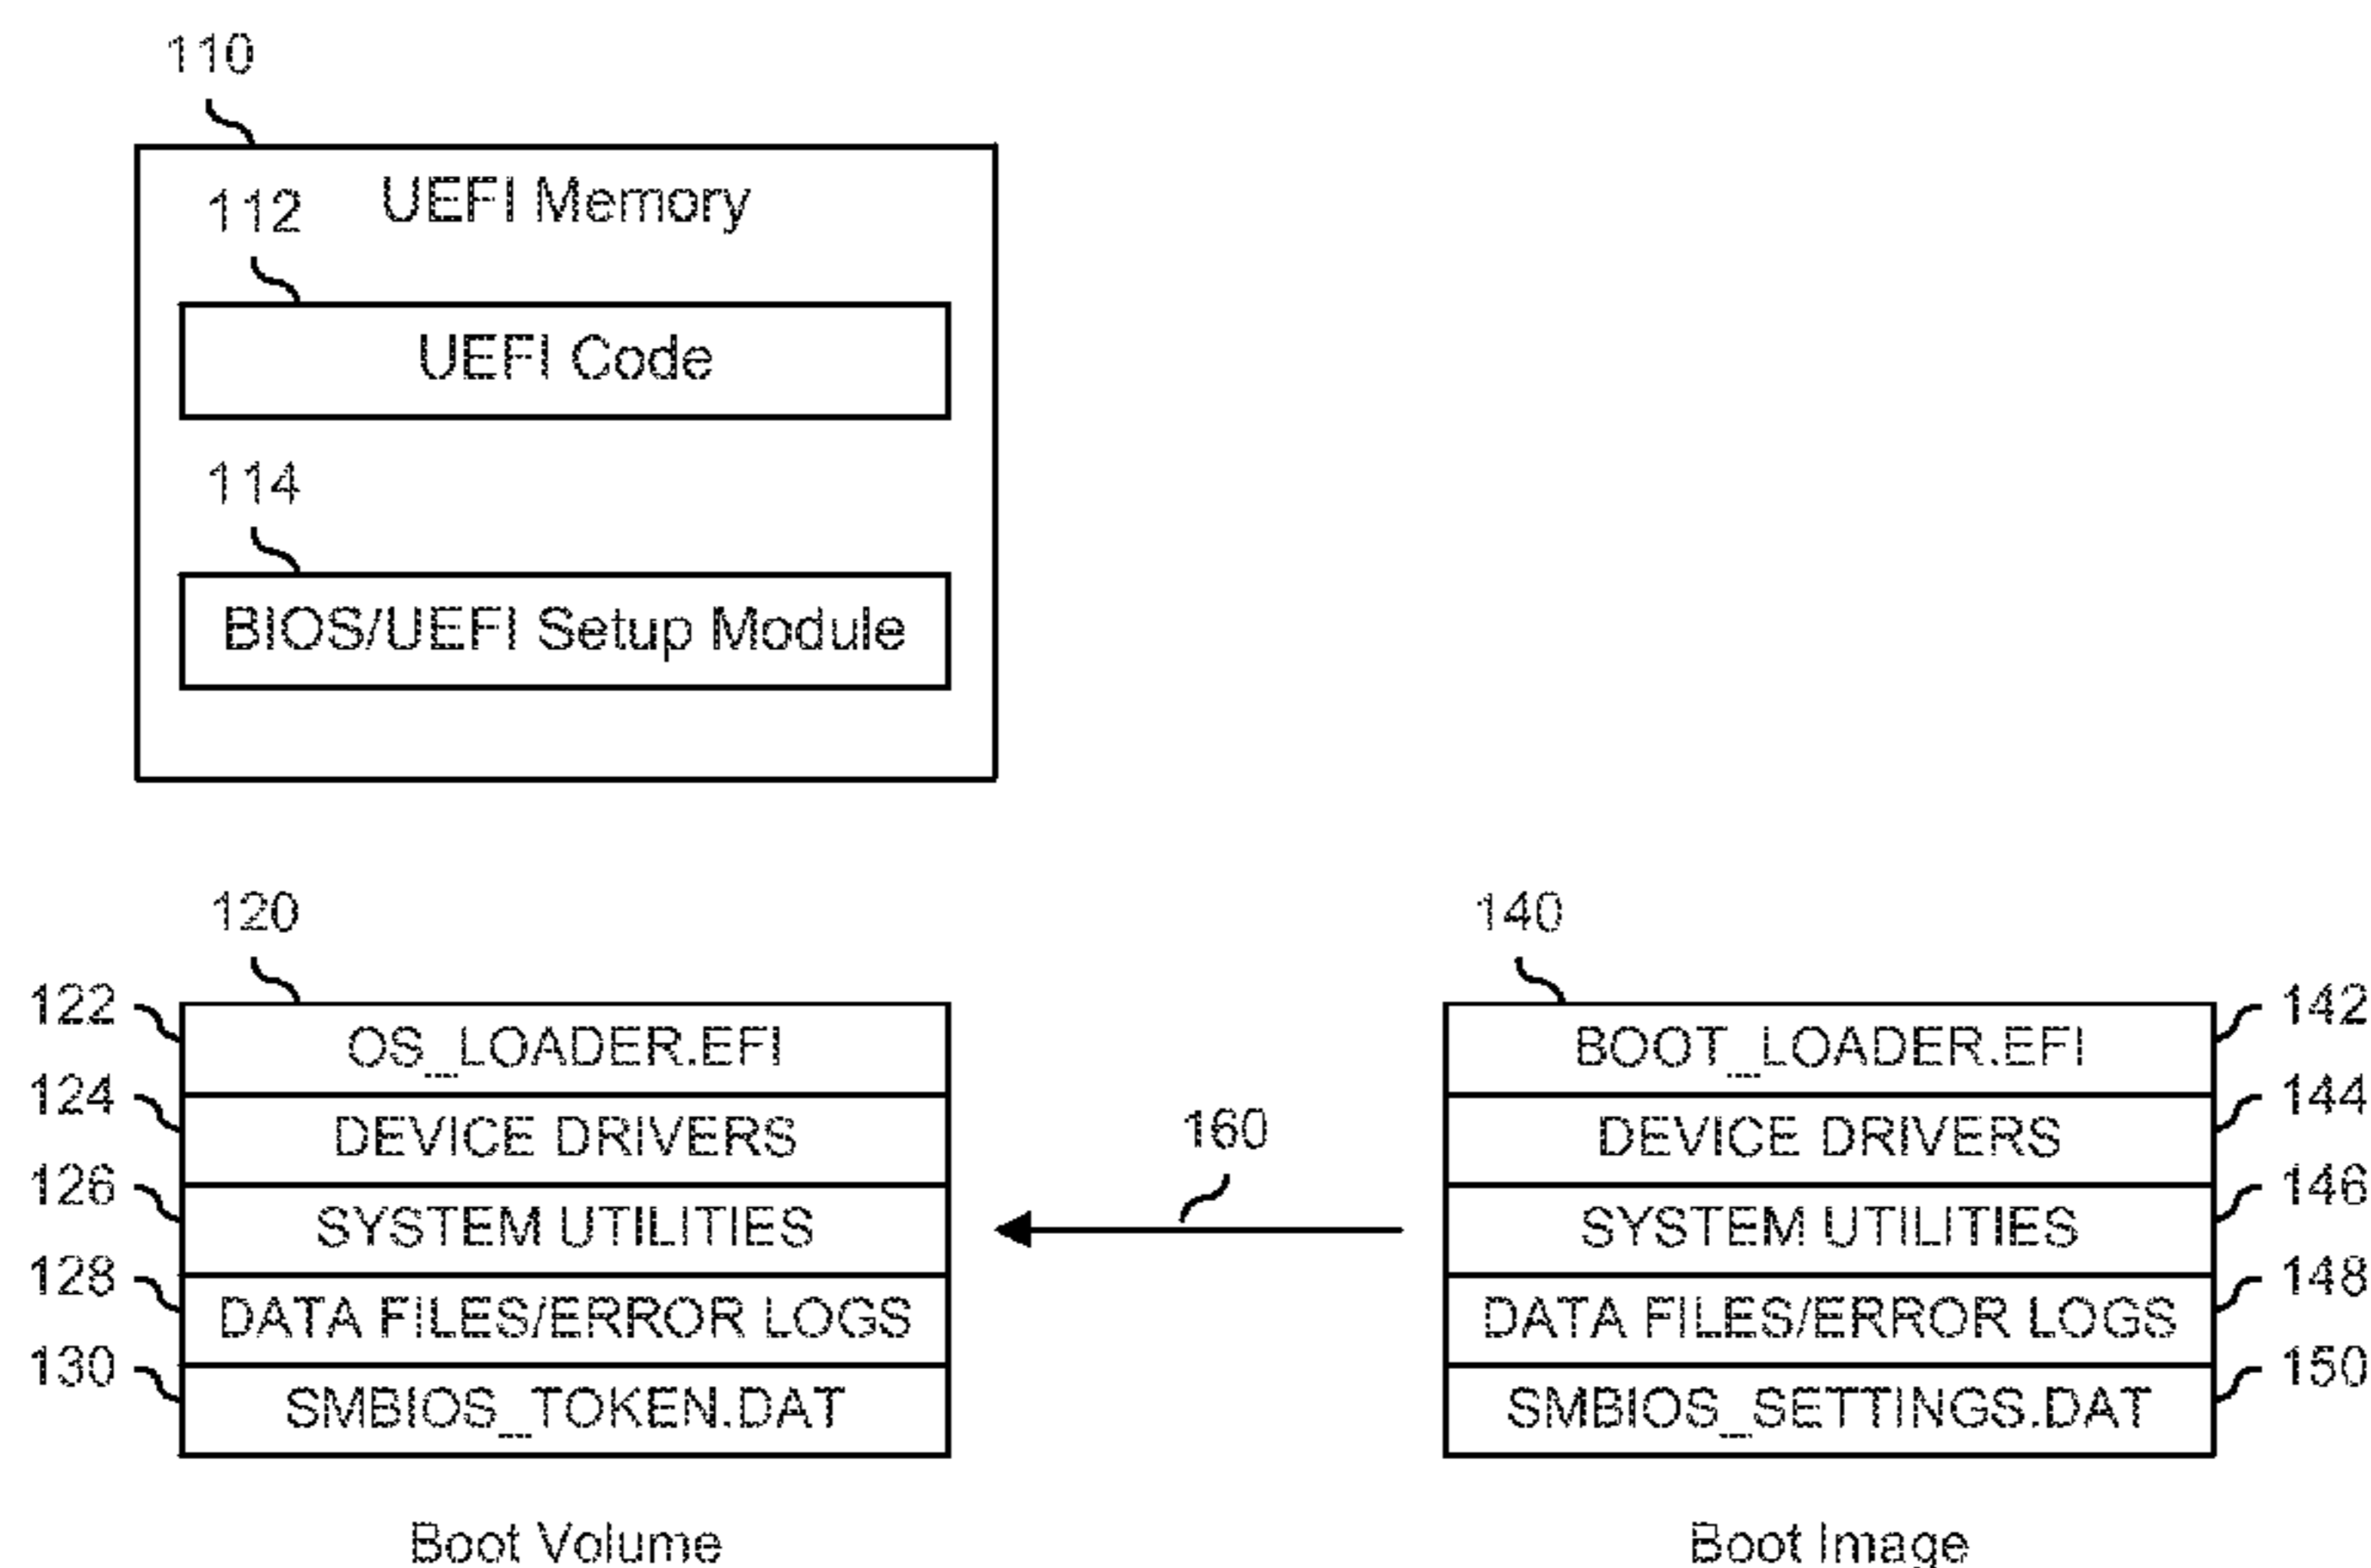 110
UEFI Memory
112
UEFI Code
114
BIOS/UEFI Setup Module
120
122 OS_LOADER.EFI
124 DEVICE DRIVERS
126 SYSTEM UTILITIES
128 DATA FILES/ERROR LOGS
130 SMBIOS_TOKEN.DAT
Boot Volume
160
140
BOOT_LOADER.EFI 142
DEVICE DRIVERS 144
SYSTEM UTILITIES 146
DATA FILES/ERROR LOGS 148
SMBIOS_SETTINGS.DAT 150
Boot Image